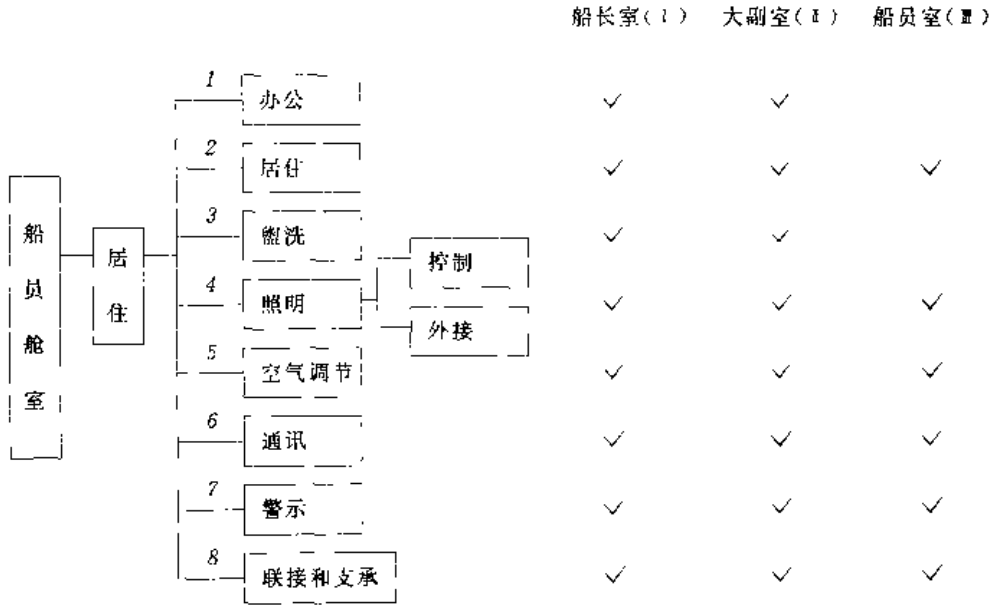 船长室(Ⅰ) 大副室(Ⅱ) 船员室(Ⅲ)
1 办公 ✓ ✓
2 居住 ✓ ✓ ✓
3 盥洗 ✓ ✓
4 照明 ✓ ✓ ✓
控制
外接
5 空气调节 ✓ ✓ ✓
6 通讯 ✓ ✓ ✓
7 警示 ✓ ✓ ✓
8 联接和支承 ✓ ✓ ✓
船员舱室
居住